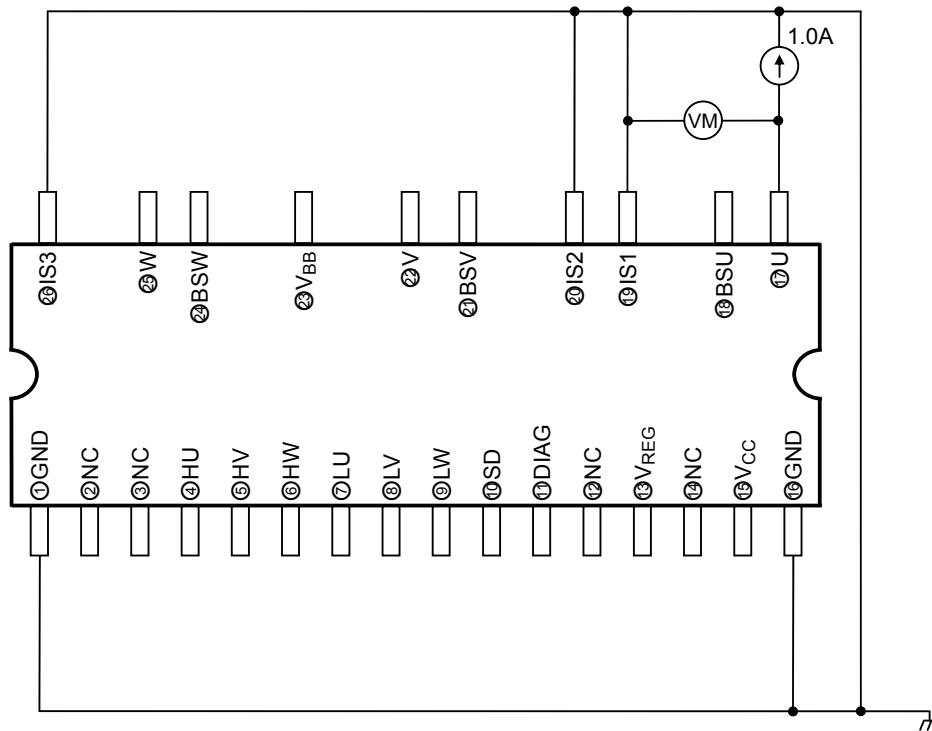 1.0A
VM
㉖IS3
㉕W
㉔BSW
㉓VBB
㉒V
㉑BSV
⑳IS2
⑲IS1
⑱BSU
⑰U
①GND
②NC
③NC
④HU
⑤HV
⑥HW
⑦LU
⑧LV
⑨LW
⑩SD
⑪DIAG
⑫NC
⑬VREG
⑭NC
⑮VCC
⑯GND